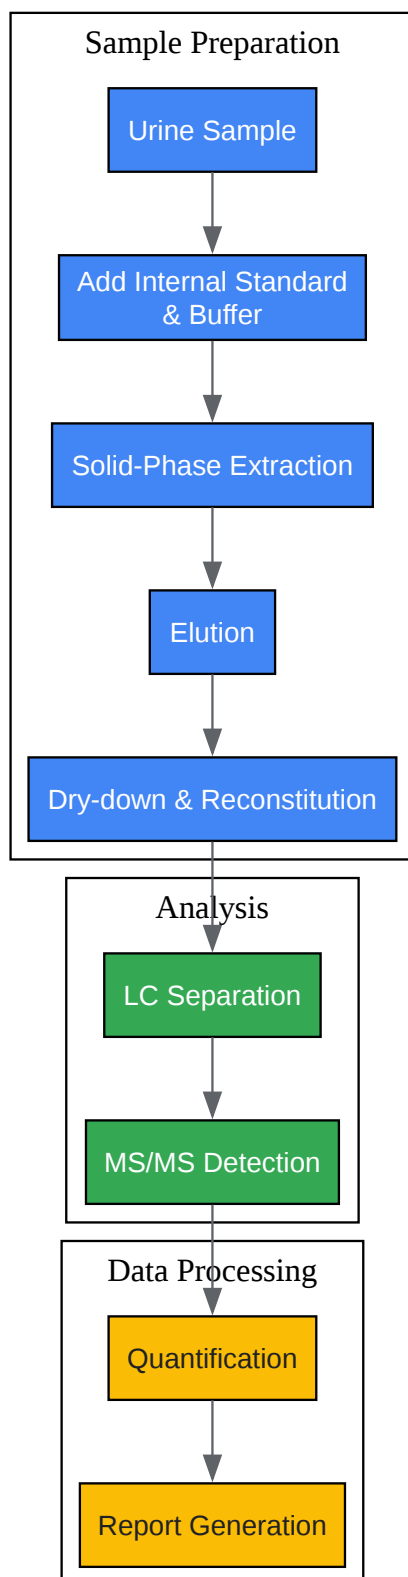 Sample Preparation
Urine Sample
Add Internal Standard
& Buffer
Solid-Phase Extraction
Elution
Dry-down & Reconstitution
Analysis
LC Separation
MS/MS Detection
Data Processing
Quantification
Report Generation